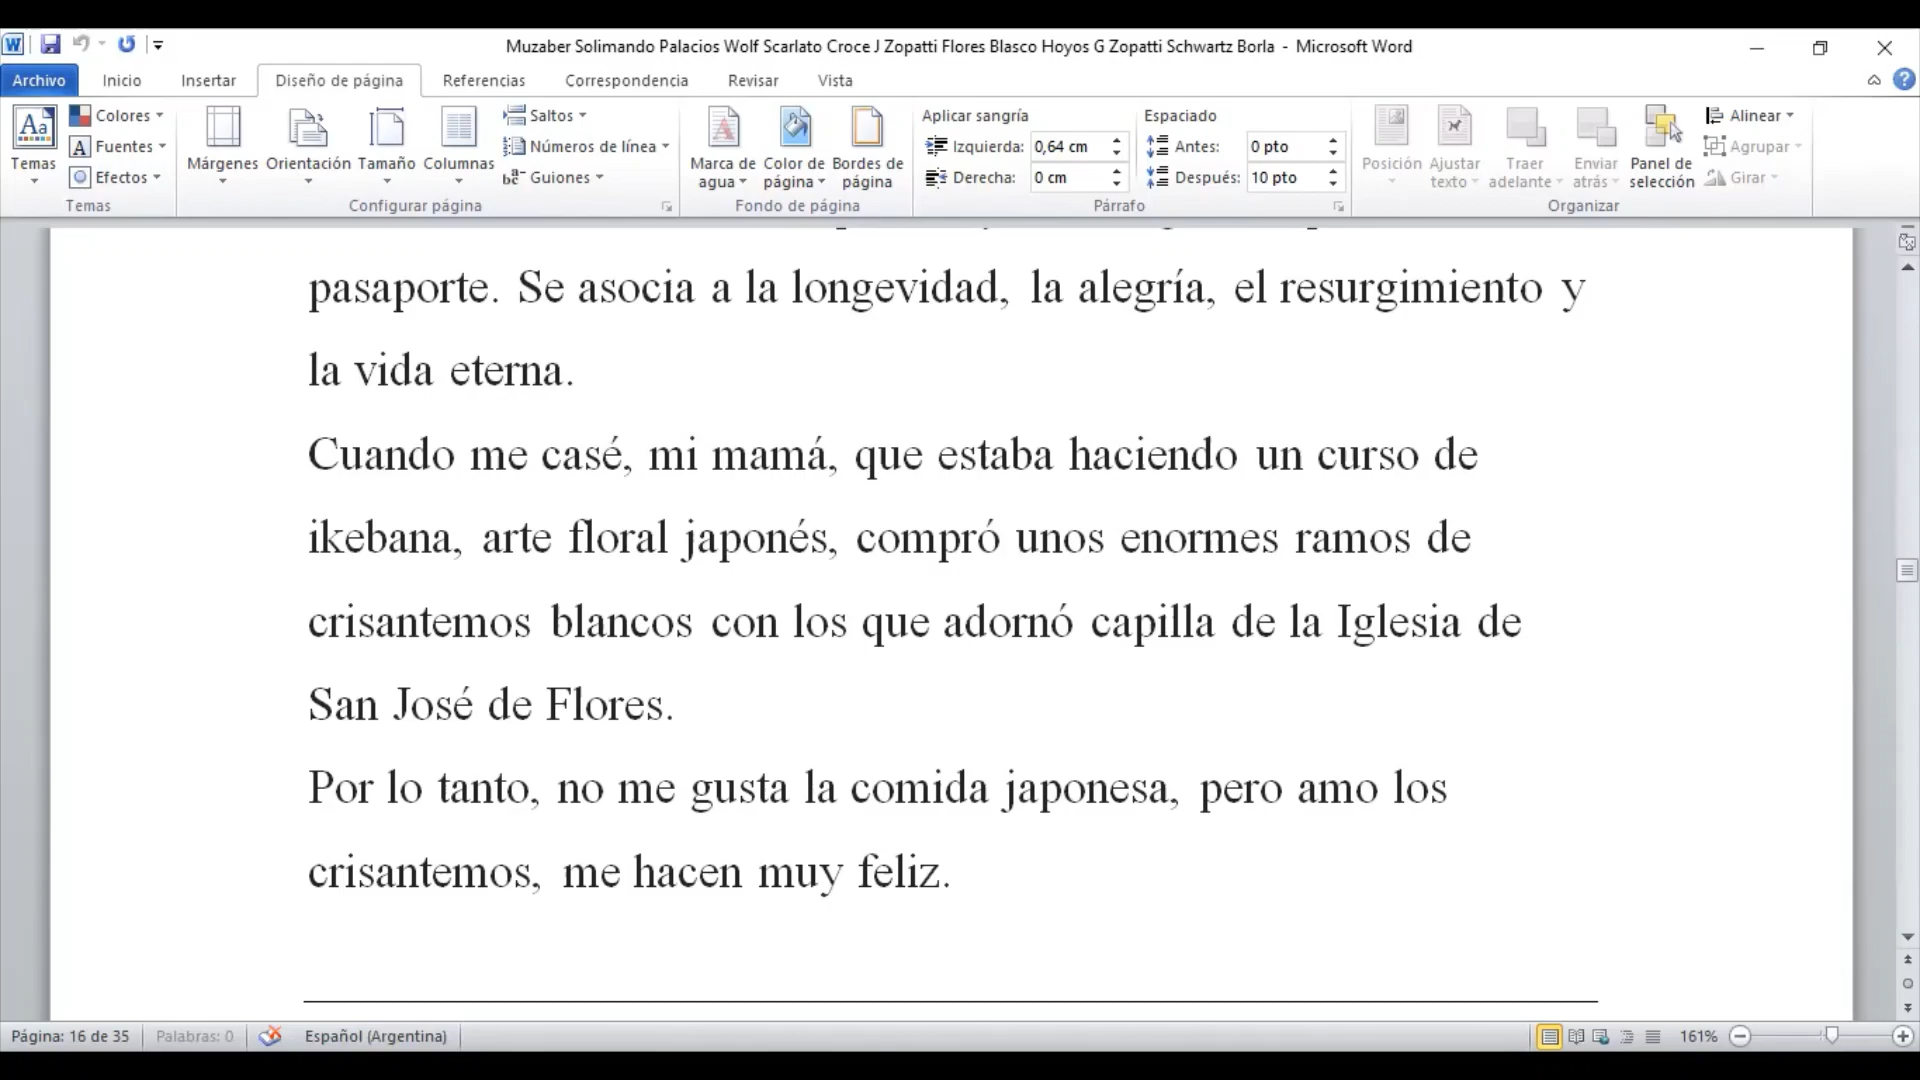 Muzaber Solimando Palacios Wolf Scarlato Croce J Zopatti Flores Blasco Hoyos G Zopatti Schwartz Borla - Microsoft Word
Archivo Inicio Insertar Diseño de página Referencias Correspondencia Revisar Vista
Temas
Colores
Fuentes
Efectos
Temas
Márgenes Orientación Tamaño Columnas
Saltos
Números de línea
Guiones
Configurar página
Marca de agua
Color de página
Bordes de página
Fondo de página
Aplicar sangría
Izquierda: 0,64 cm
Derecha: 0 cm
Espaciado
Antes: 0 pto
Después: 10 pto
Párrafo
Posición
Ajustar texto
Traer adelante
Enviar atrás
Panel de selección
Alinear
Agrupar
Girar
Organizar
pasaporte. Se asocia a la longevidad, la alegría, el resurgimiento y
la vida eterna.
Cuando me casé, mi mamá, que estaba haciendo un curso de
ikebana, arte floral japonés, compró unos enormes ramos de
crisantemos blancos con los que adornó capilla de la Iglesia de
San José de Flores.
Por lo tanto, no me gusta la comida japonesa, pero amo los
crisantemos, me hacen muy feliz.
Página: 16 de 35 Palabras: 0 Español (Argentina) 161%